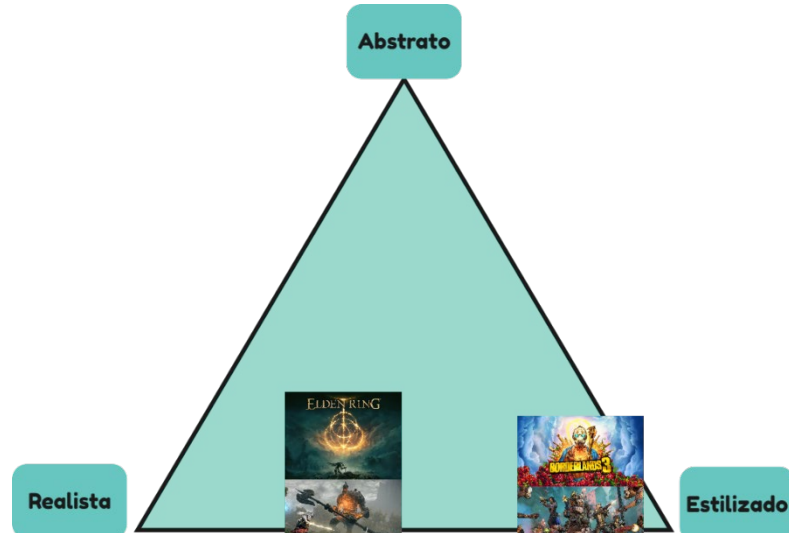 Abstrato
ELDEN RING
BORDERLANDS 3
Realista
Estilizado